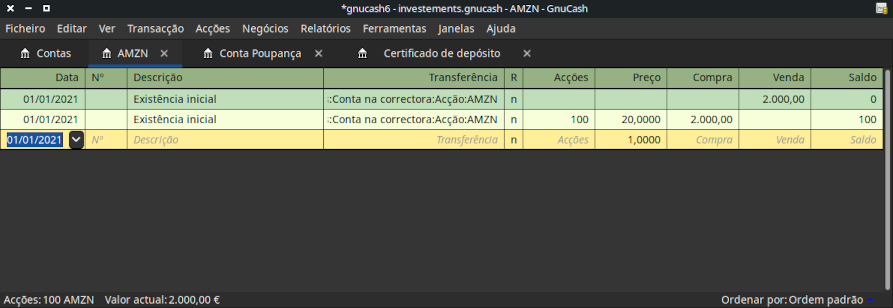 *gnucash6 - investements.gnucash - AMZN - GnuCash
Ficheiro Editar Ver Transacção Acções Negócios Relatórios Ferramentas Janelas Ajuda
Contas AMZN Conta Poupança Certificado de depósito
Data Nº Descrição Transferência R Acções Preço Compra Venda Saldo
01/01/2021 Existência inicial :Conta na correctora:Acção:AMZN n 2.000,00 0
01/01/2021 Existência inicial :Conta na correctora:Acção:AMZN n 100 20,0000 2.000,00 100
01/01/2021 Nº Descrição Transferência n Acções 1,0000 Compra Venda Saldo
Acções: 100 AMZN Valor actual: 2.000,00 € Ordenar por: Ordem padrão